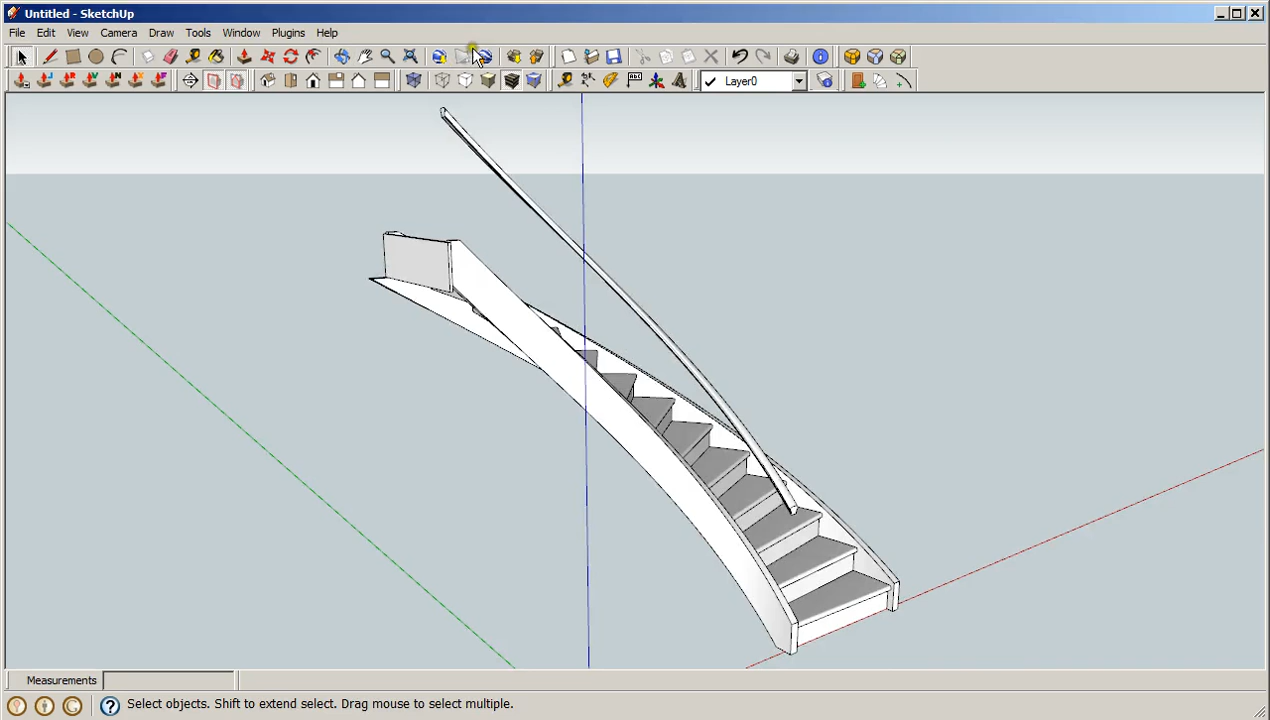 Untitled - SketchUp
File Edit View Camera Draw Tools Window Plugins Help
Layer0
Measurements
Select objects. Shift to extend select. Drag mouse to select multiple.